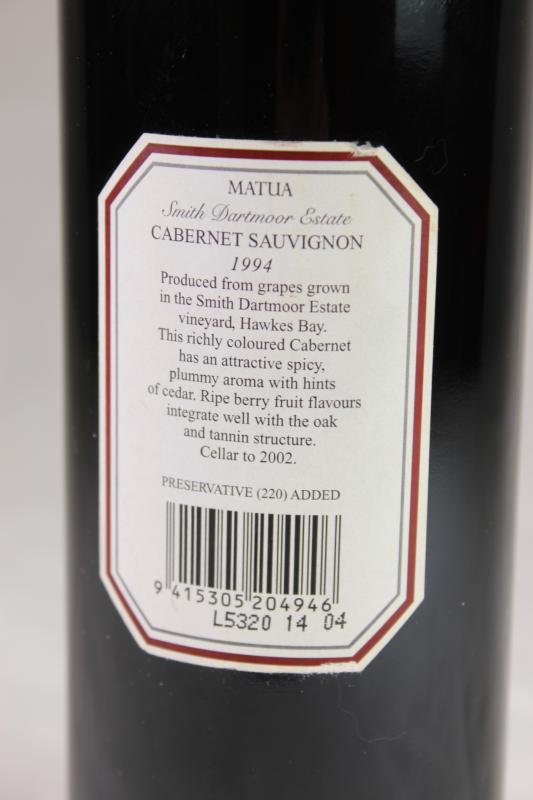 MATUA
Smith Dartmoor Estate
CABERNET SAUVIGNON
1994
Produced from grapes grown
in the Smith Dartmoor Estate
vineyard, Hawkes Bay.
This richly coloured Cabernet
has an attractive spicy,
plummy aroma with hints
of cedar. Ripe berry fruit flavours
integrate well with the oak
and tannin structure.
Cellar to 2002.
PRESERVATIVE (220) ADDED
9 415305 204946
L5320 14 04